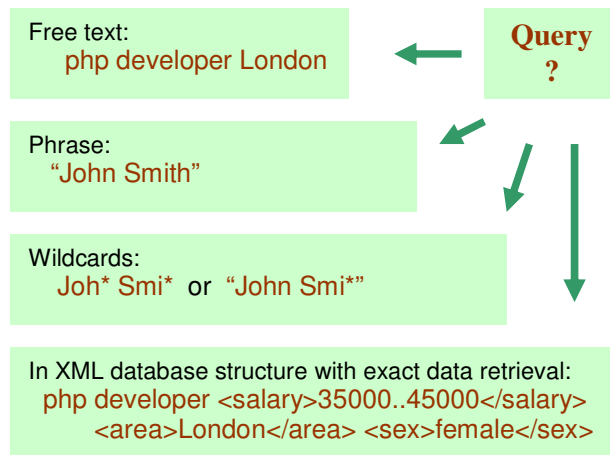 Free text:
php developer London
Query
?
Phrase:
“John Smith”
Wildcards:
Joh* Smi* or “John Smi*”
In XML database structure with exact data retrieval:
php developer <salary>35000..45000</salary>
<area>London</area> <sex>female</sex>